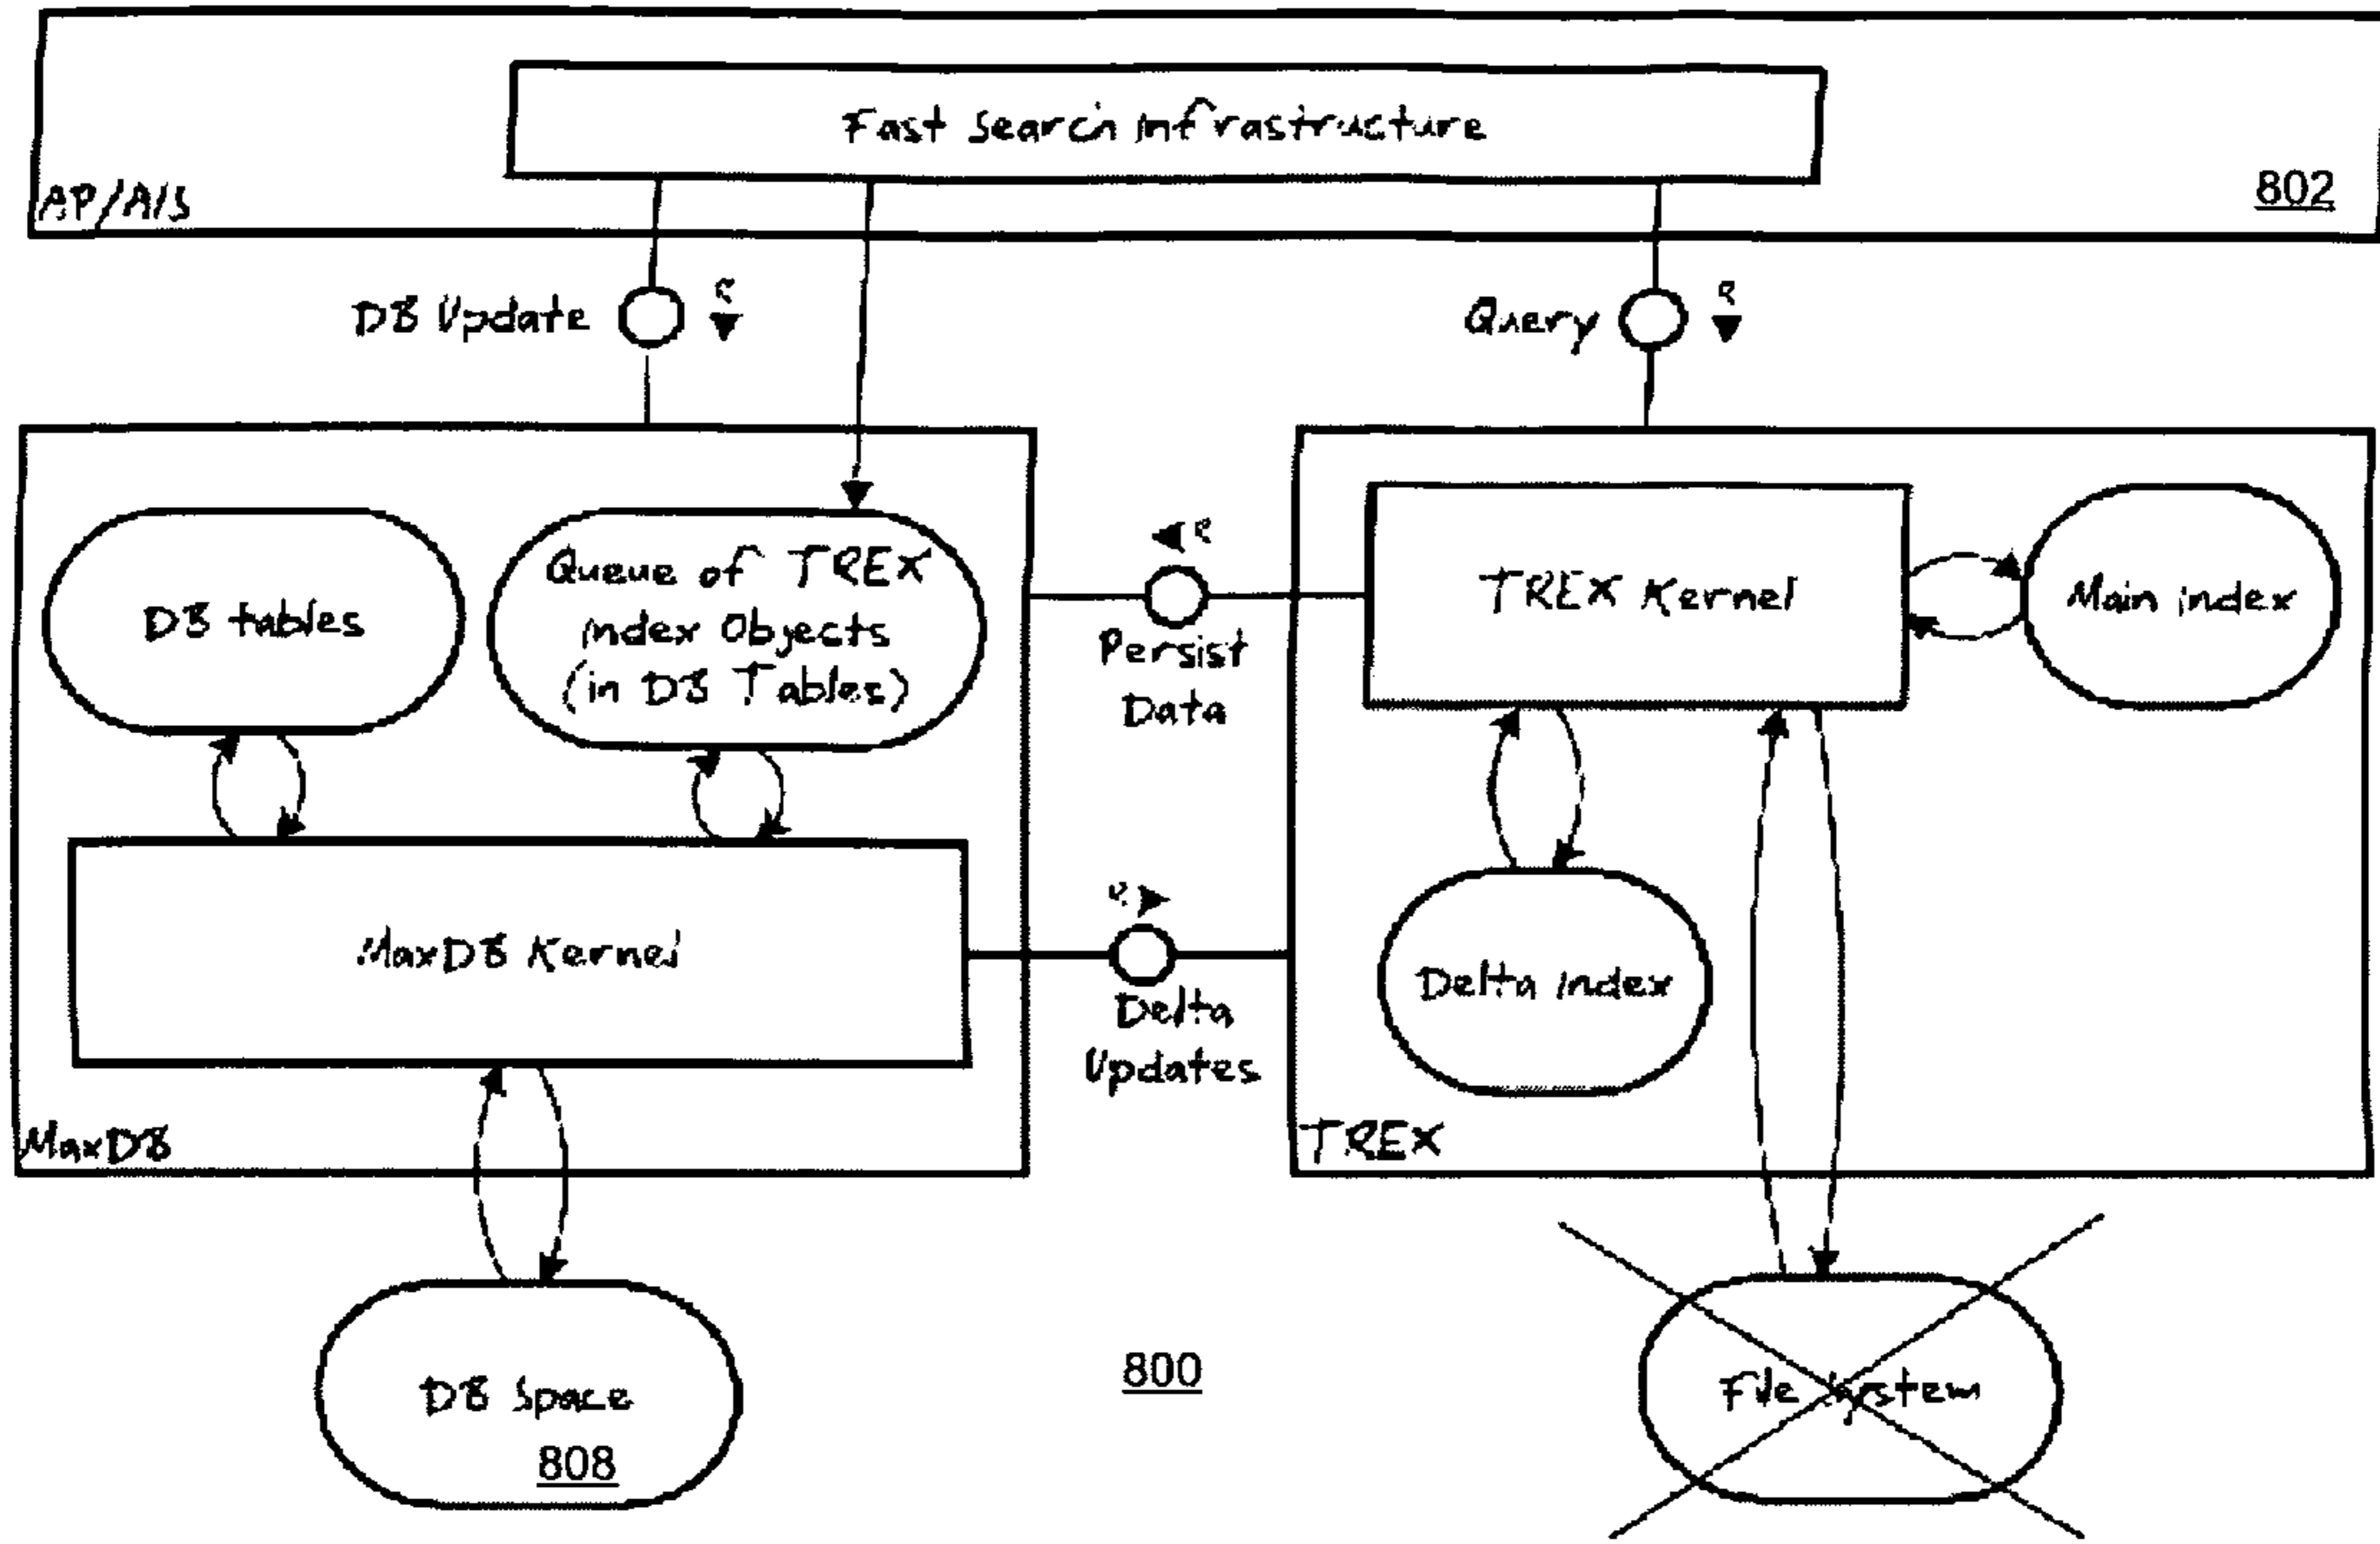 Fast Search Infrastructure
AP/A1S
802
DB Update
R
Query
R
DB tables
Queue of TREX
Index Objects
(in DB Tables)
R
Persist
Data
TREX Kernel
Main Index
MaxDB Kernel
R
Delta
Updates
Delta Index
MaxDB
TREX
DB Space
808
800
File System